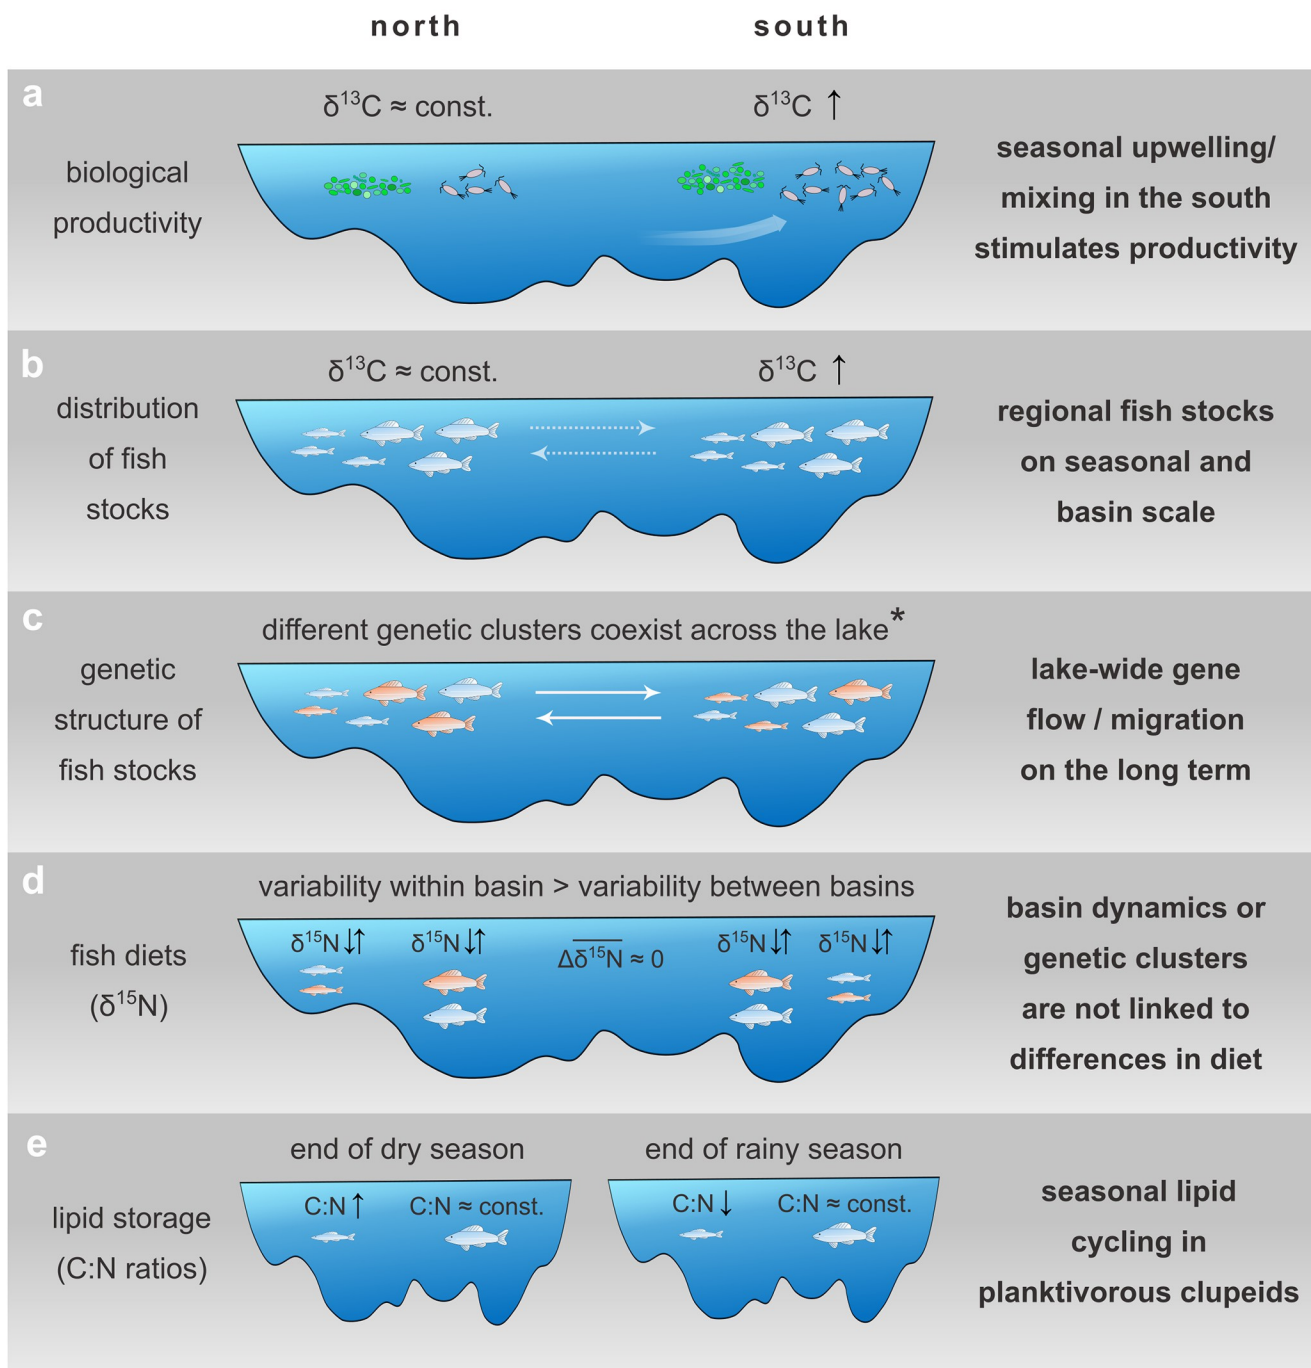 north south
a
δ¹³C ≈ const. δ¹³C ↑
biological
productivity
seasonal upwelling/
mixing in the south
stimulates productivity
b
δ¹³C ≈ const. δ¹³C ↑
distribution
of fish
stocks
regional fish stocks
on seasonal and
basin scale
c
different genetic clusters coexist across the lake*
genetic
structure of
fish stocks
lake-wide gene
flow / migration
on the long term
d
variability within basin > variability between basins
δ¹⁵N↓↑ δ¹⁵N↓↑ δ¹⁵N↓↑ δ¹⁵N↓↑
Δ\overline{δ¹⁵N} ≈ 0
fish diets
(δ¹⁵N)
basin dynamics or
genetic clusters
are not linked to
differences in diet
e
end of dry season end of rainy season
C:N↑ C:N ≈ const. C:N↓ C:N ≈ const.
lipid storage
(C:N ratios)
seasonal lipid
cycling in
planktivorous clupeids